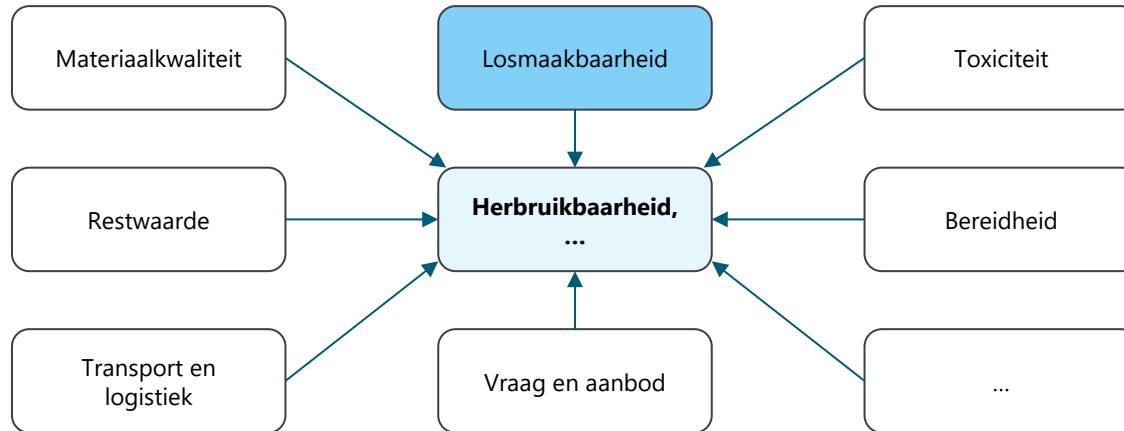 Materiaalkwaliteit
Losmaakbaarheid
Toxiciteit
Restwaarde
Herbruikbaarheid,
...
Bereidheid
Transport en
logistiek
Vraag en aanbod
...